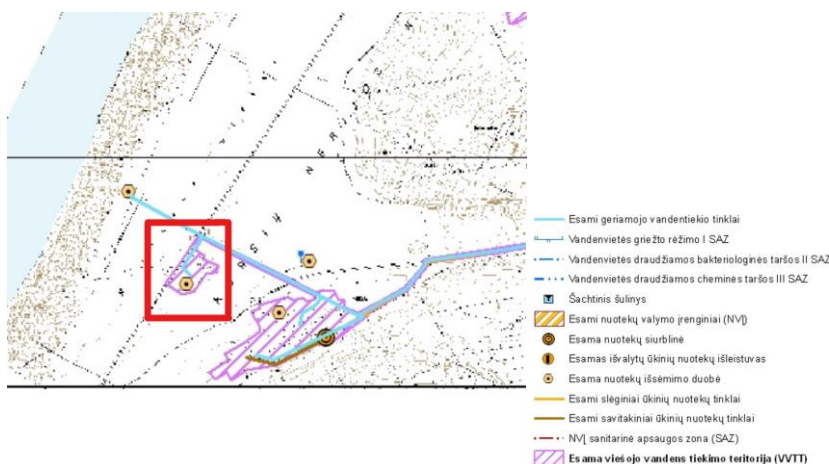 Esami geriamojo vandentiekio tinklai
Vandenvietės griežto rėžimo I SAZ
Vandenvietės draudžiamos bakteriologinės taršos II SAZ
Vandenvietės draudžiamos cheminės taršos III SAZ
Šachtinis šulinys
Esami nuotekų valymo įrenginiai (NVĮ)
Esama nuotekų siurblinė
Esamas išvalytų ūkinių nuotekų išleistuvas
Esama nuotekų išsėmimo duobė
Esami slėginiai ūkinių nuotekų tinklai
Esami savitakiniai ūkinių nuotekų tinklai
NVĮ sanitarinė apsaugos zona (SAZ)
Esama viešojo vandens tiekimo teritorija (VVTT)